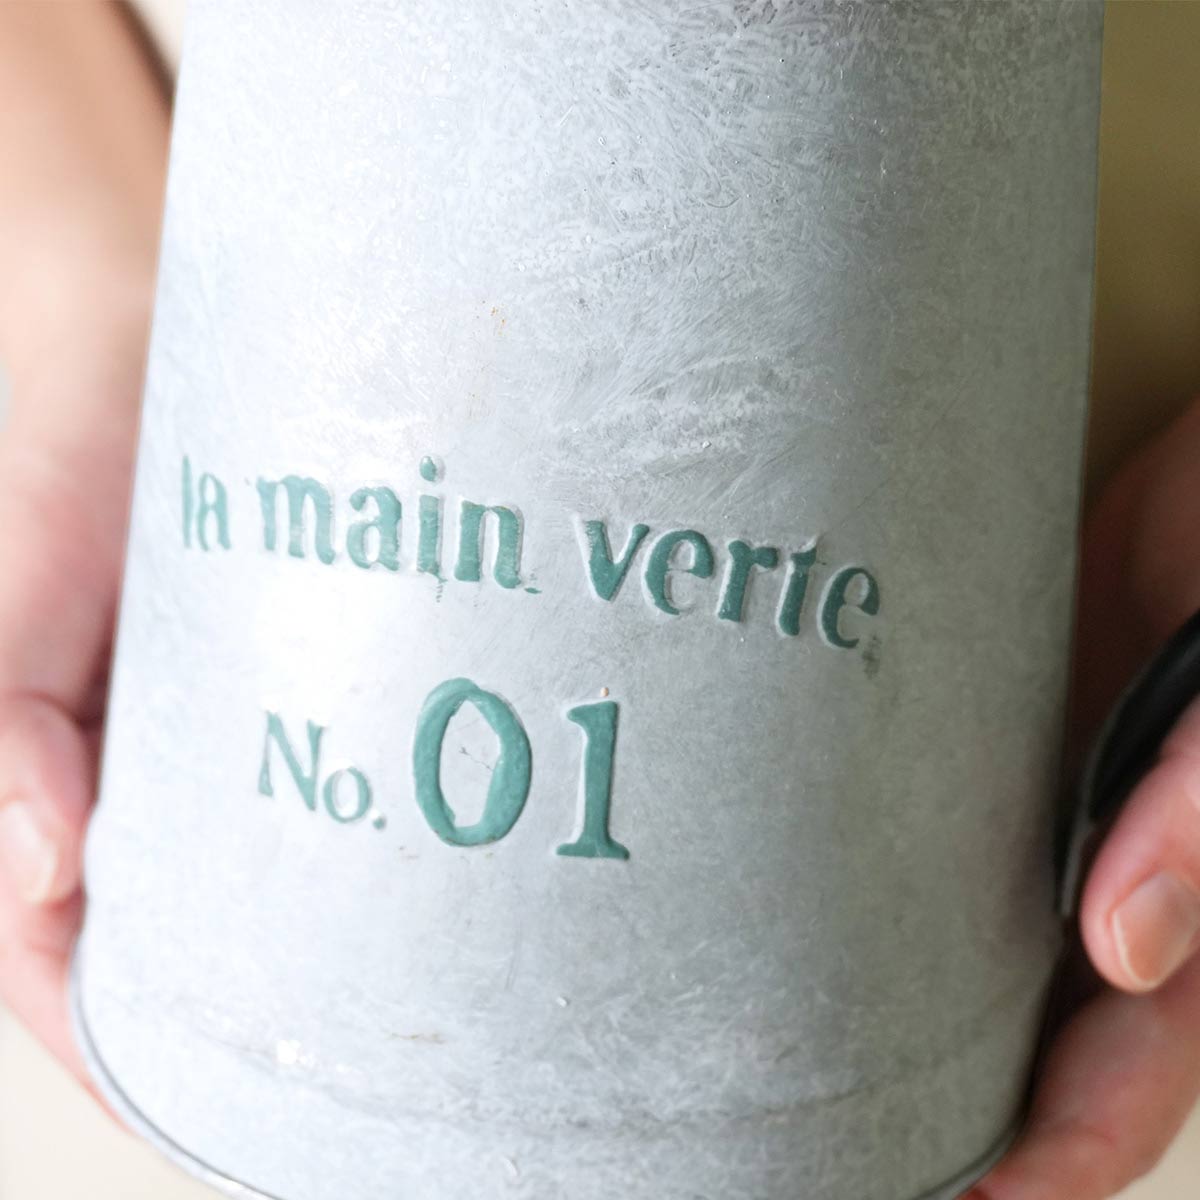 la main verte
No. 01